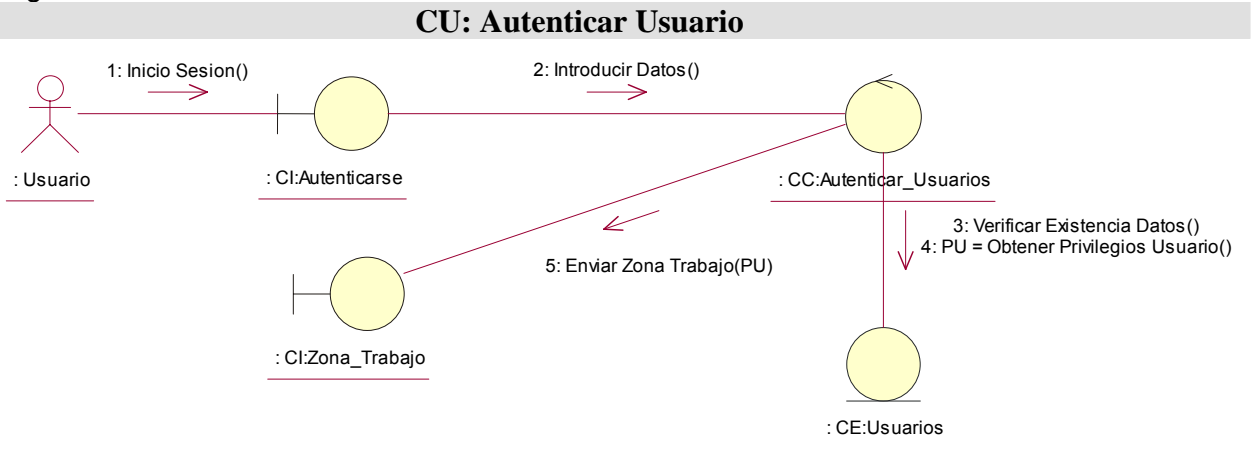 CU: Autenticar Usuario
1: Inicio Sesion()
2: Introducir Datos()
: Usuario
: CI:Autenticarse
: CC:Autenticar_Usuarios
3: Verificar Existencia Datos()
4: PU = Obtener Privilegios Usuario()
5: Enviar Zona Trabajo(PU)
: CI:Zona_Trabajo
: CE:Usuarios